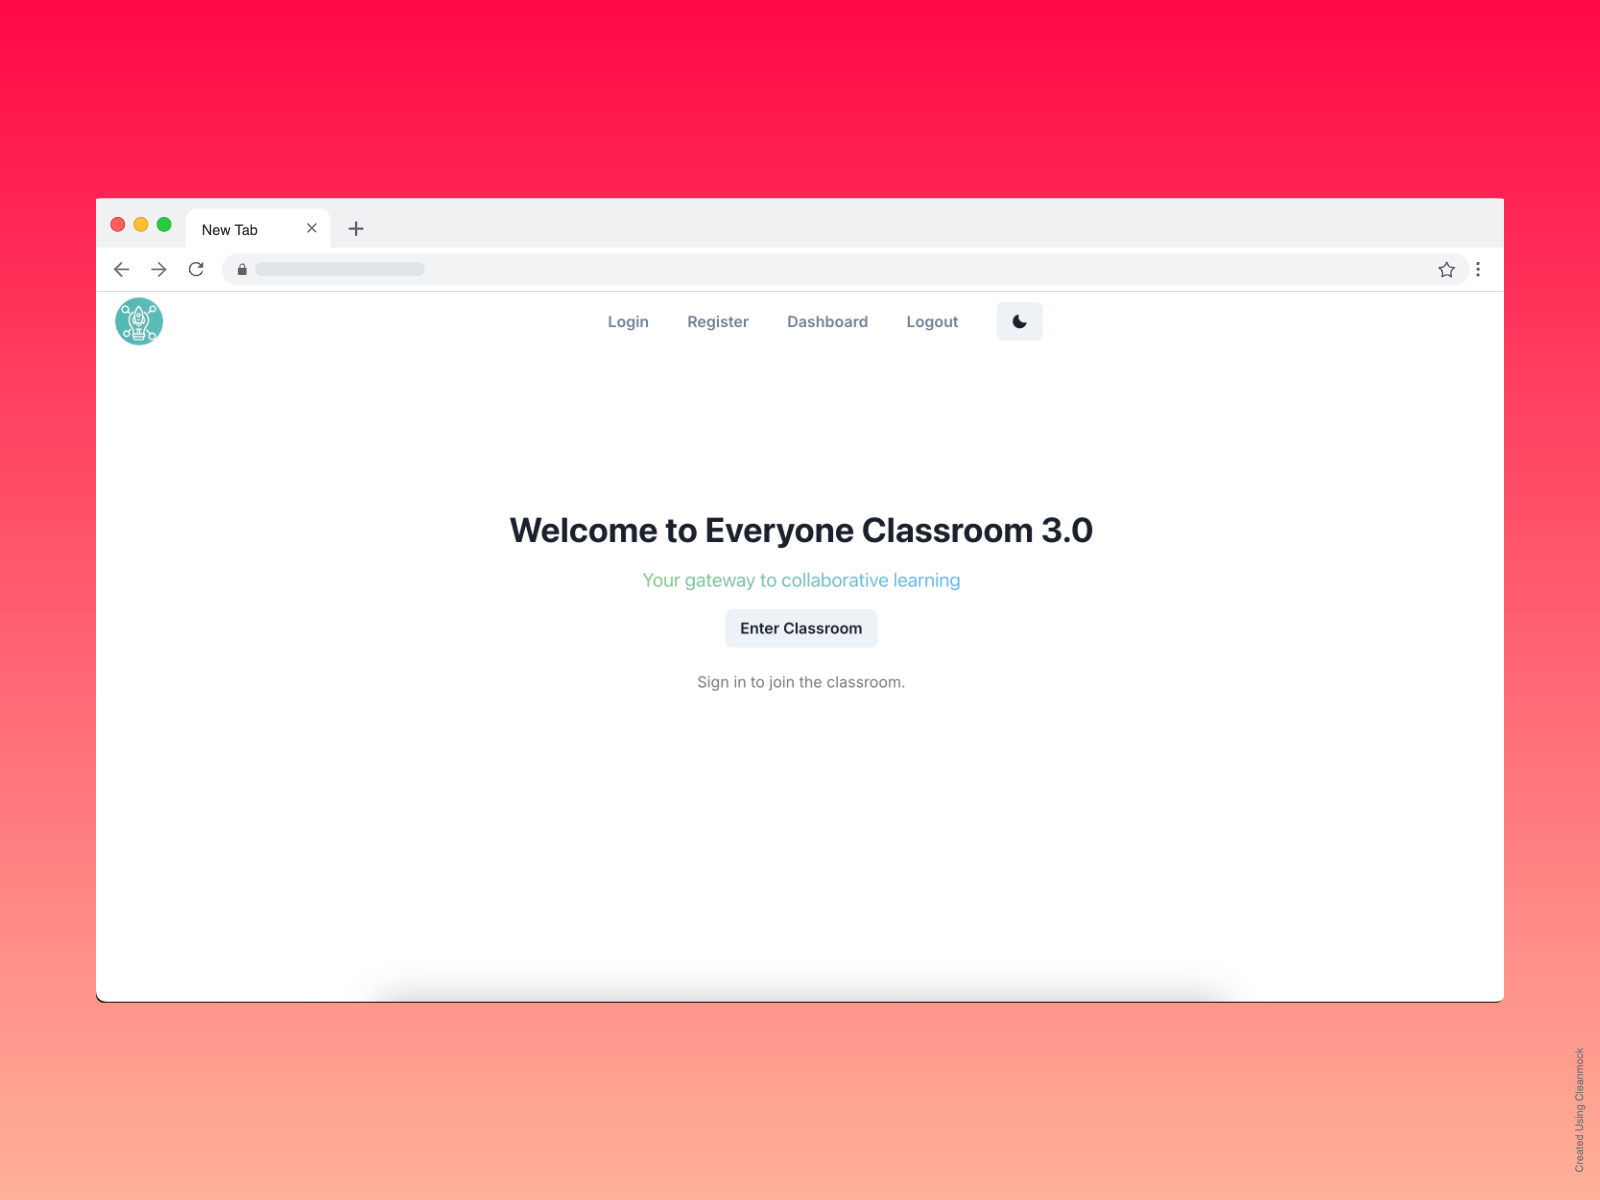 New Tab
Login Register Dashboard Logout
Welcome to Everyone Classroom 3.0
Your gateway to collaborative learning
Enter Classroom
Sign in to join the classroom.
Created Using Cleanmock